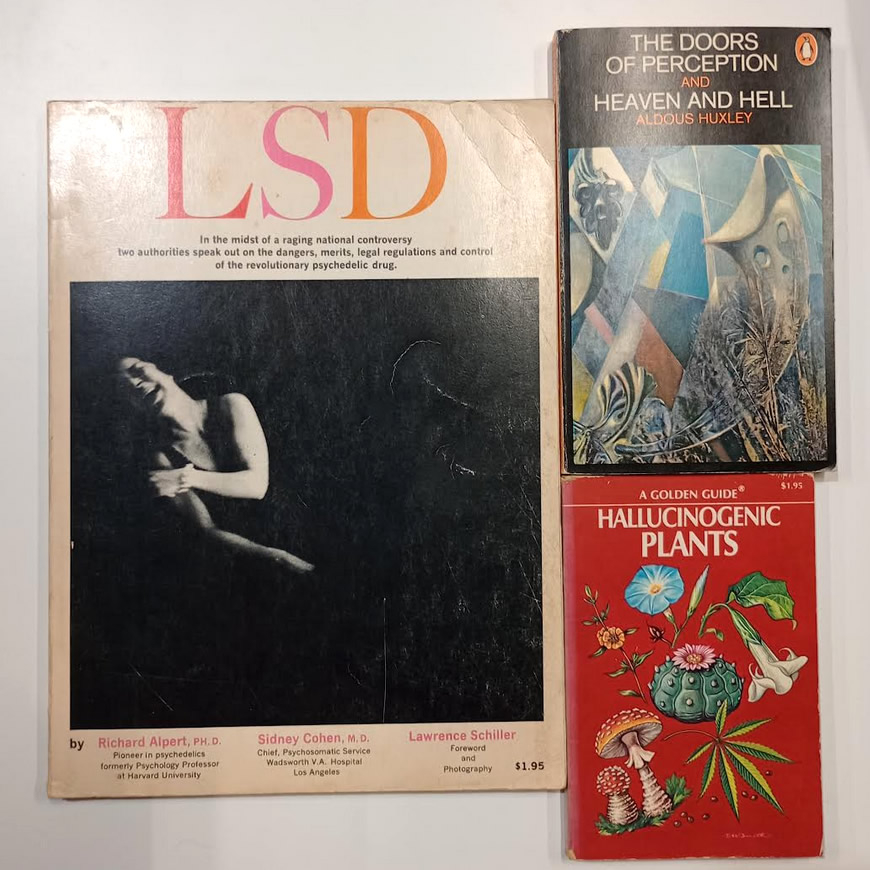 LSD
In the midst of a raging national controversy
two authorities speak out on the dangers, merits, legal regulations and control
of the revolutionary psychedelic drug.
by Richard Alpert, PH.D.
Pioneer in psychedelics
formerly Psychology Professor
at Harvard University
Sidney Cohen, M.D.
Chief, Psychosomatic Service
Wadsworth V.A. Hospital
Los Angeles
Lawrence Schiller
Foreword
and
Photography
$1.95
THE DOORS
OF PERCEPTION
AND
HEAVEN AND HELL
ALDOUS HUXLEY
A GOLDEN GUIDE®
$1.95
HALLUCINOGENIC
PLANTS